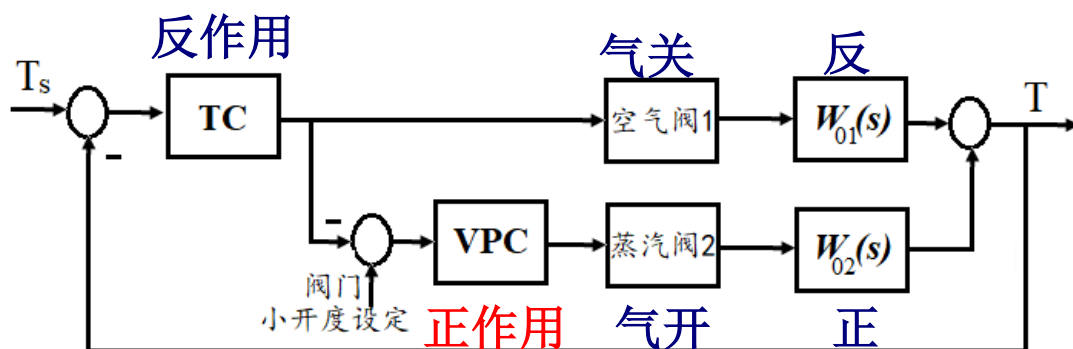 反作用
气关
反
Ts
TC
空气阀1
W01(s)
T
-
-
VPC
蒸汽阀2
W02(s)
阀门
小开度设定
正作用
气开
正